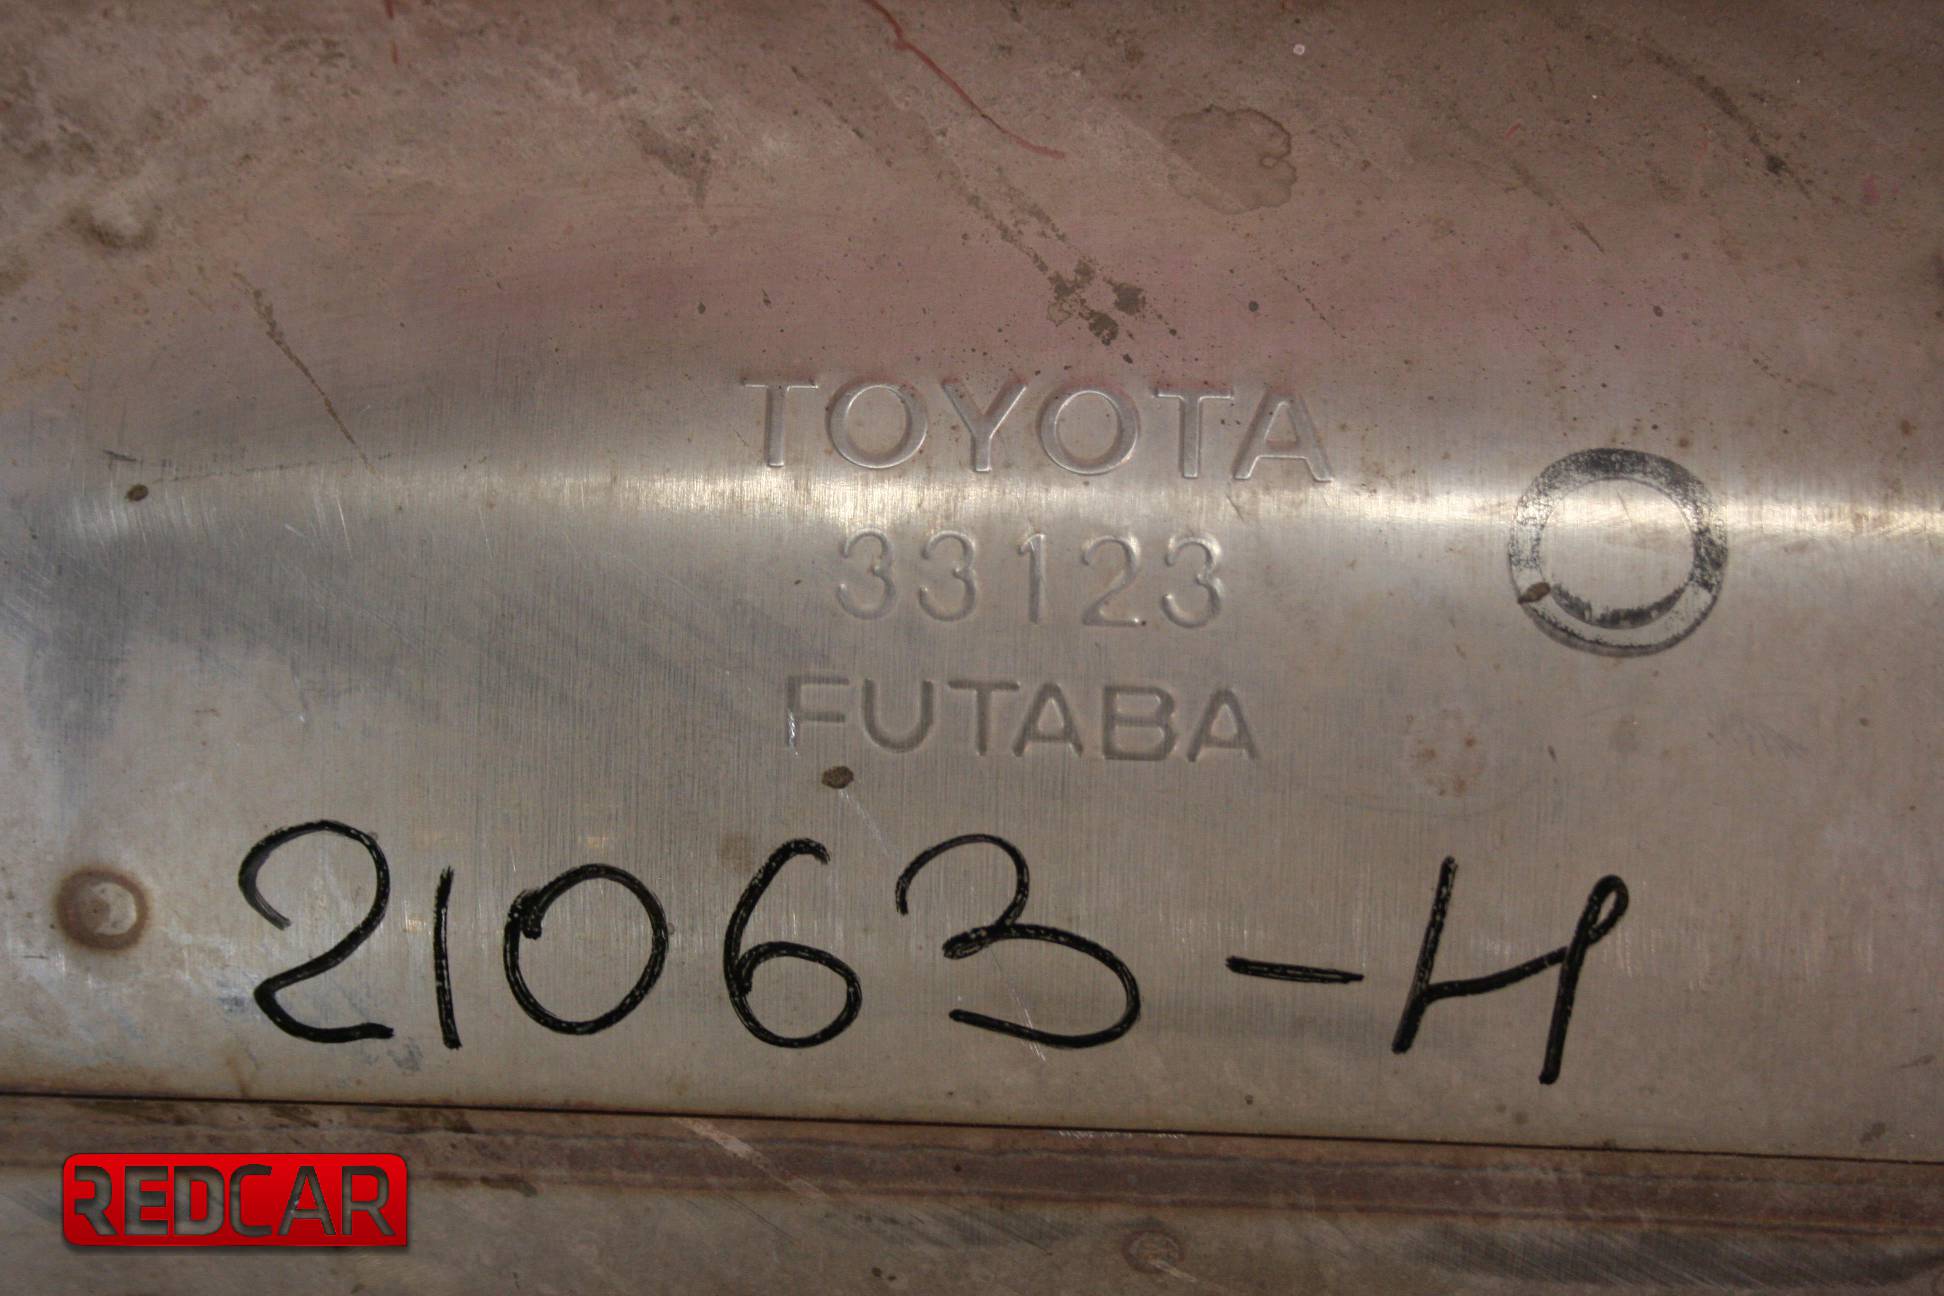 TOYOTA
33123
FUTABA
21063-H
REDCAR